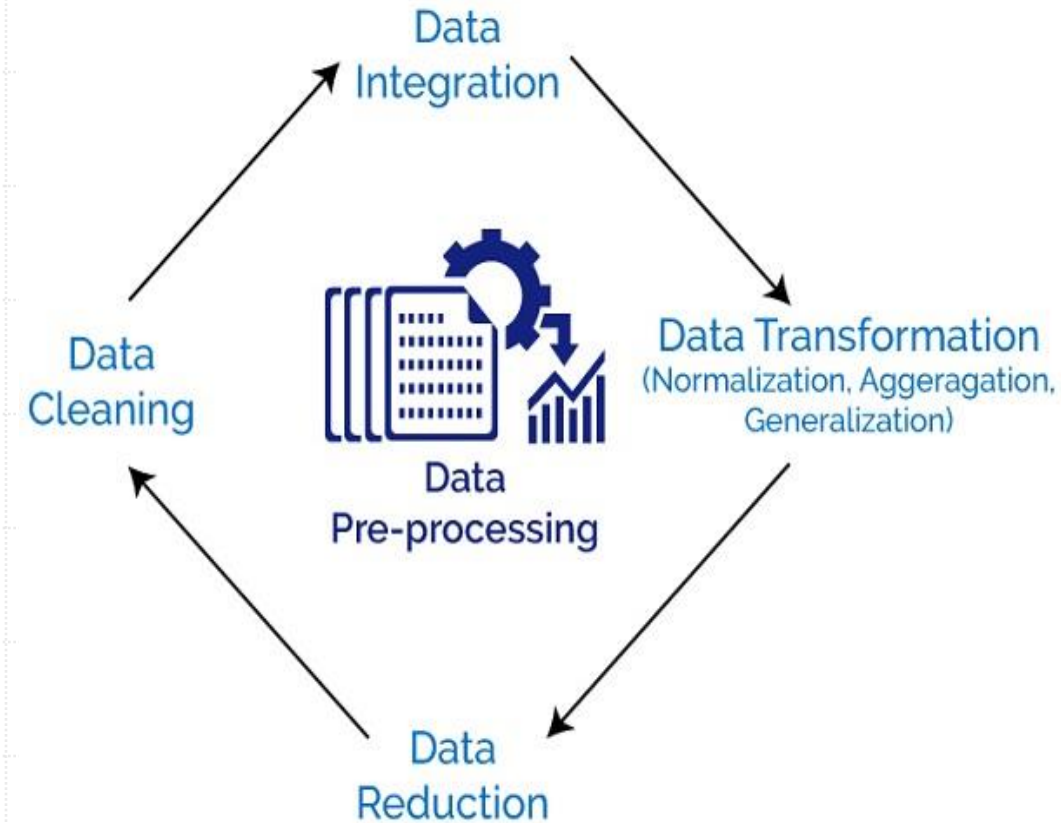 Data
Integration
Data
Cleaning
Data Transformation
(Normalization, Aggeragation,
Generalization)
Data
Pre-processing
Data
Reduction